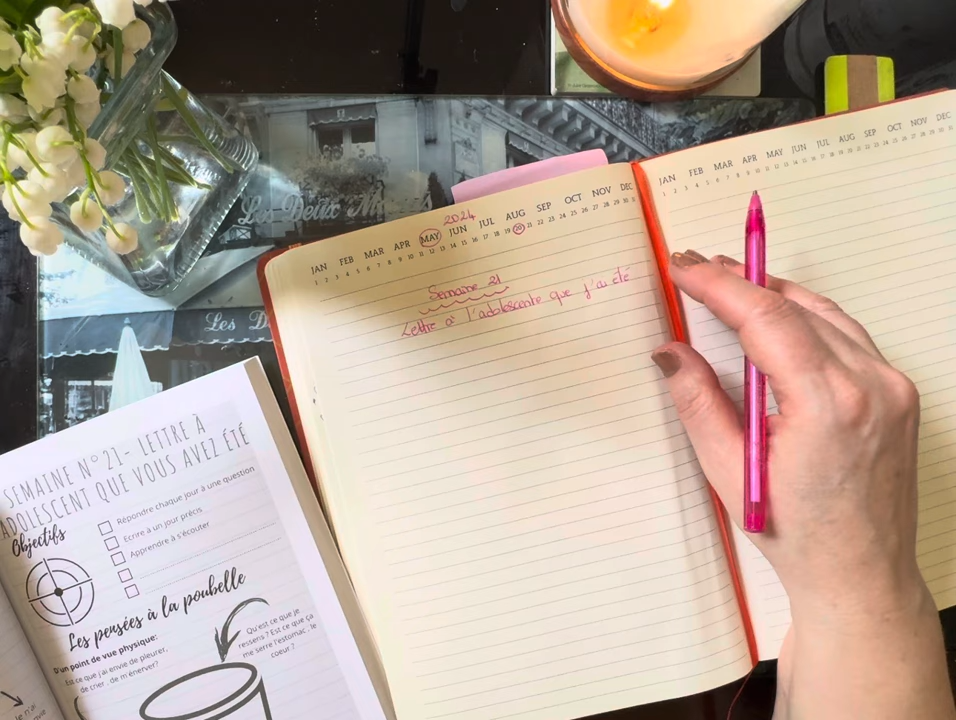 Les Deux Magots
Les D
JAN FEB MAR APR MAY JUN JUL AUG SEP OCT NOV DEC
1 2 3 4 5 6 7 8 9 10 11 12 13 14 15 16 17 18 19 20 21 22 23 24 25 26 27 28 29 30 31
2024
Semaine 21
Lettre à l'adolescente que j'ai été
JAN FEB MAR APR MAY JUN JUL AUG SEP OCT NOV DEC
1 2 3 4 5 6 7 8 9 10 11 12 13 14 15 16 17 18 19 20 21 22 23 24 25 26 27 28 29 30 31
SEMAINE N° 21- LETTRE À
ADOLESCENT QUE VOUS AVEZ ÉTÉ
Objectifs
Répondre chaque jour à une question
Ecrire à un jour précis
Apprendre à s'écouter
Les pensées à la poubelle
D'un point de vue physique:
Est ce que j'ai envie de pleurer,
de crier, de m'énerver?
Qu'est ce que je
ressens ? Est ce que ça
me serre l'estomac, le
coeur ?
Je n'ai